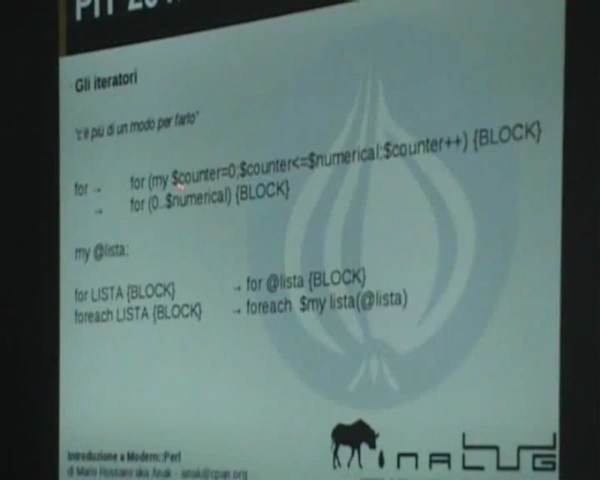 Gli iteratori
"c'è più di un modo per farlo"
for → for (my $counter=0;$counter<=$numerical;$counter++) {BLOCK}
→ for (0..$numerical) {BLOCK}
my @lista;
for LISTA {BLOCK} → for @lista {BLOCK}
foreach LISTA {BLOCK} → foreach $my lista(@lista)
Introduzione a Modern::Perl